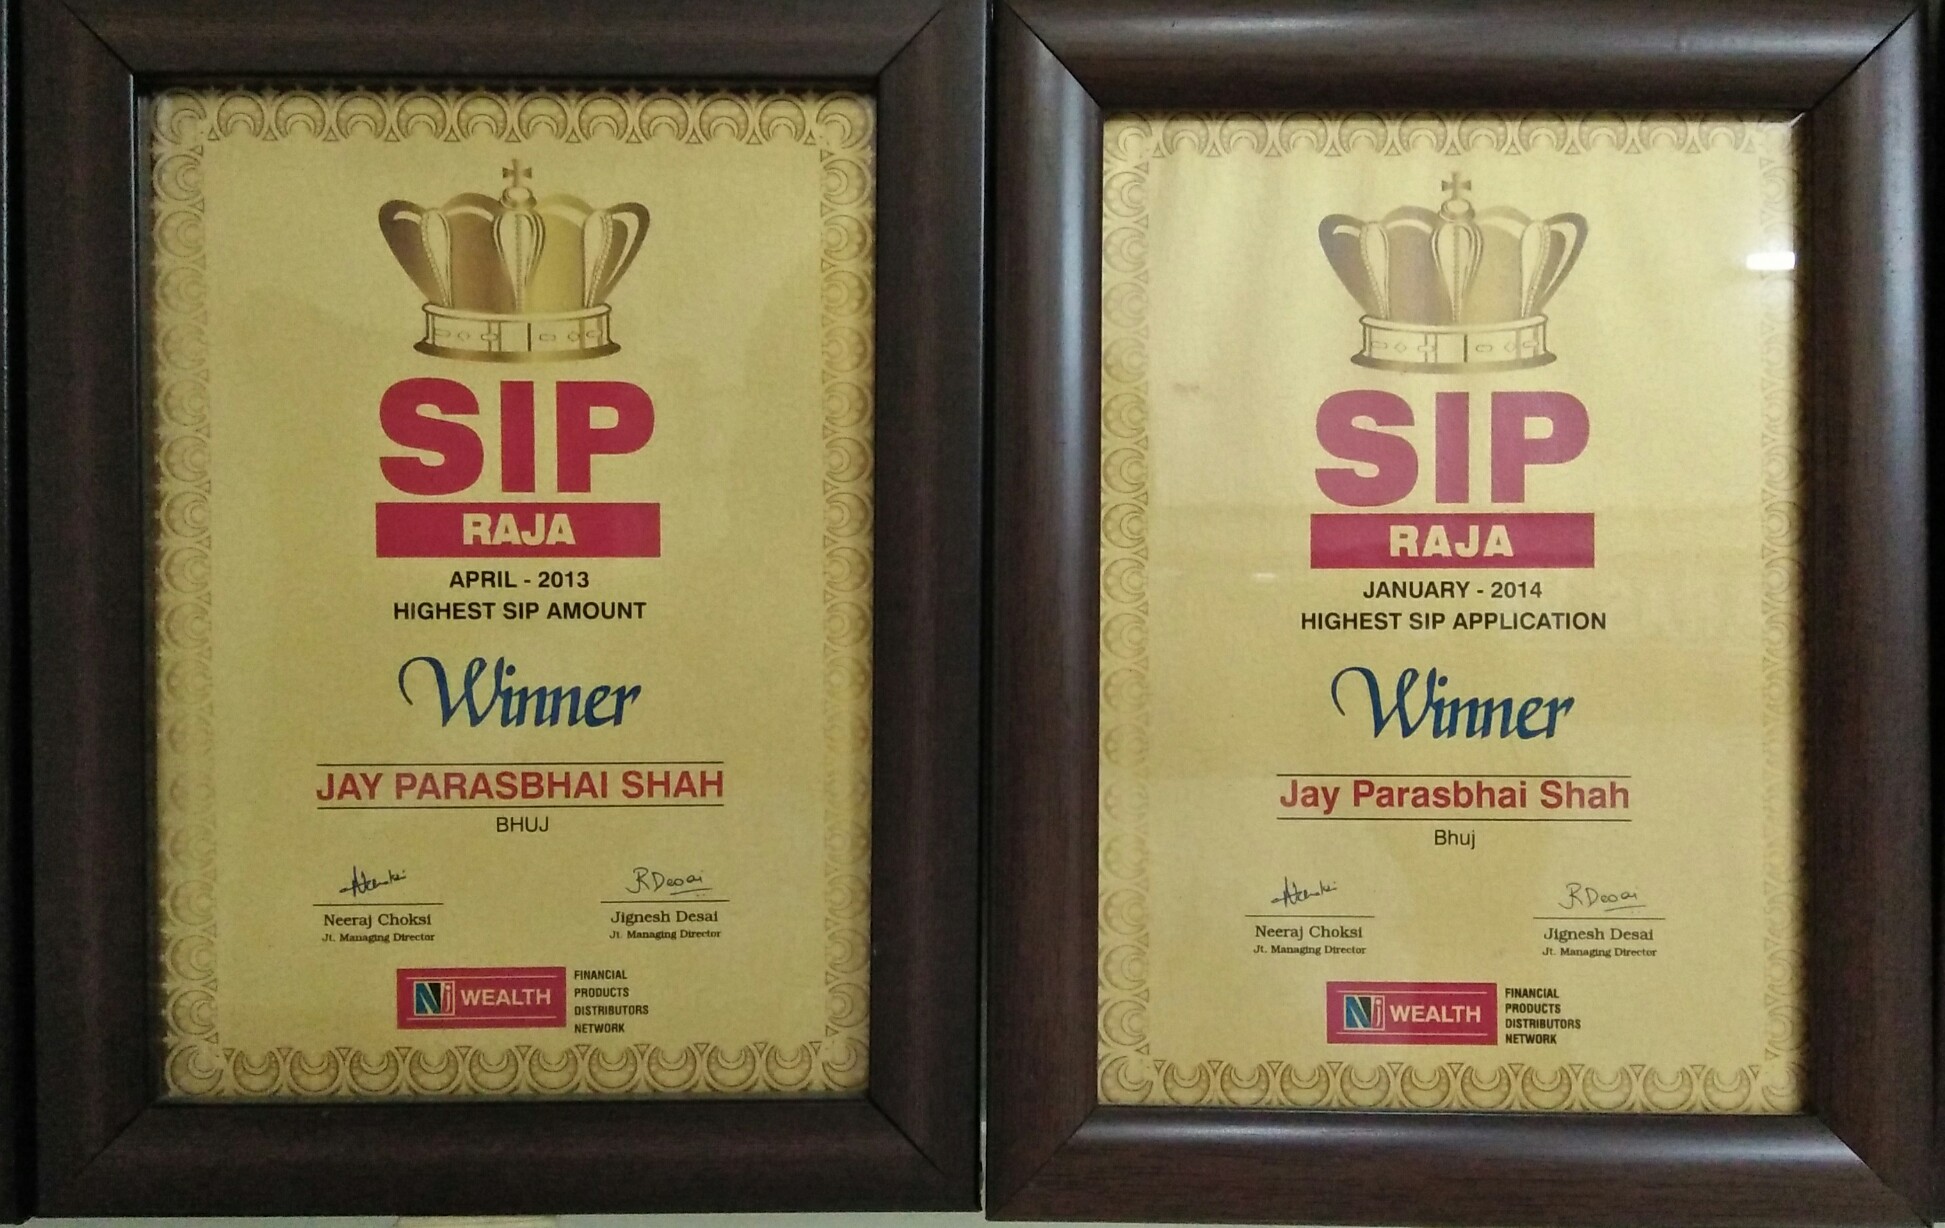 SIP
RAJA
APRIL - 2013
HIGHEST SIP AMOUNT
Winner
JAY PARASBHAI SHAH
BHUJ
Neeraj Choksi
Jt. Managing Director
JRDesai
Jignesh Desai
Jt. Managing Director
Nj WEALTH
FINANCIAL
PRODUCTS
DISTRIBUTORS
NETWORK
SIP
RAJA
JANUARY - 2014
HIGHEST SIP APPLICATION
Winner
Jay Parasbhai Shah
Bhuj
Neeraj Choksi
Jt. Managing Director
JRDesai
Jignesh Desai
Jt. Managing Director
Nj WEALTH
FINANCIAL
PRODUCTS
DISTRIBUTORS
NETWORK